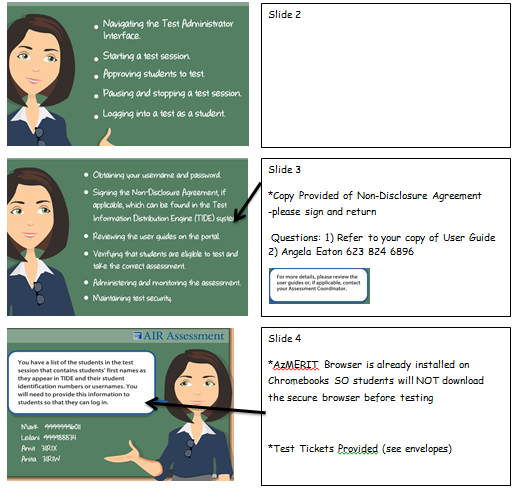 Navigating the Test Administrator
Interface.
Starting a test session.
Approving students to test.
Pausing and stopping a test session.
Logging into a test as a student.
Slide 2
Obtaining your username and password.
Signing the Non-Disclosure Agreement, if
applicable, which can be found in the Test
Information Distribution Engine (TIDE) system.
Reviewing the user guides on the portal.
Verifying that students are eligible to test and
take the correct assessment.
Administering and monitoring the assessment.
Maintaining test security.
Slide 3
*Copy Provided of Non-Disclosure Agreement
-please sign and return
Questions: 1) Refer to your copy of User Guide
2) Angela Eaton 623 824 6896
For more details, please review the
user guides or, if applicable, contact
your Assessment Coordinator.
AIR Assessment
You have a list of the students in the test
session that contains students' first names as
they appear in TIDE and their student
identification numbers or usernames. You
will need to provide this information to
students so that they can log in.
Mark
Leilani
Amit
Anna
Slide 4
*AzMERIT Browser is already installed on
Chromebooks SO students will NOT download
the secure browser before testing
*Test Tickets Provided (see envelopes)